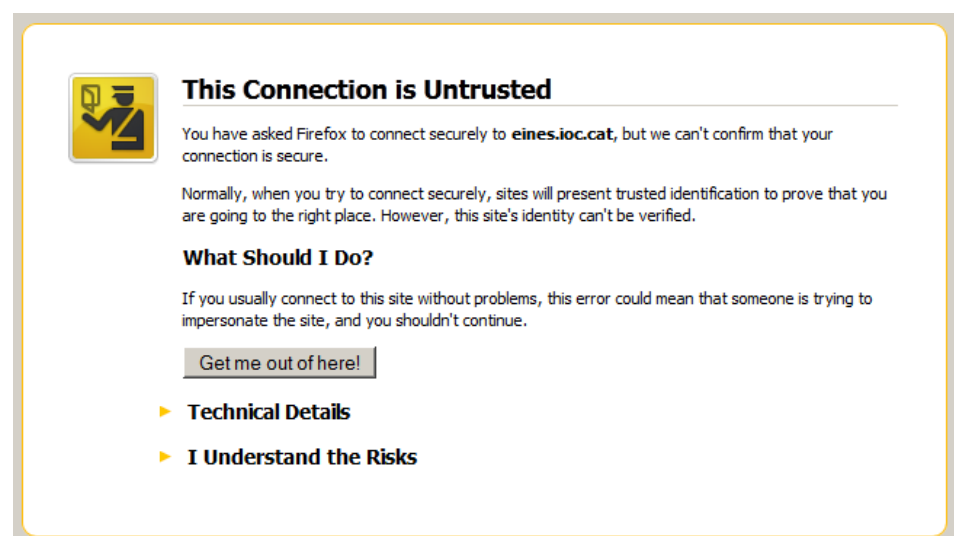 This Connection is Untrusted
You have asked Firefox to connect securely to eines.ioc.cat, but we can't confirm that your
connection is secure.
Normally, when you try to connect securely, sites will present trusted identification to prove that you
are going to the right place. However, this site's identity can't be verified.
What Should I Do?
If you usually connect to this site without problems, this error could mean that someone is trying to
impersonate the site, and you shouldn't continue.
Get me out of here!
Technical Details
I Understand the Risks